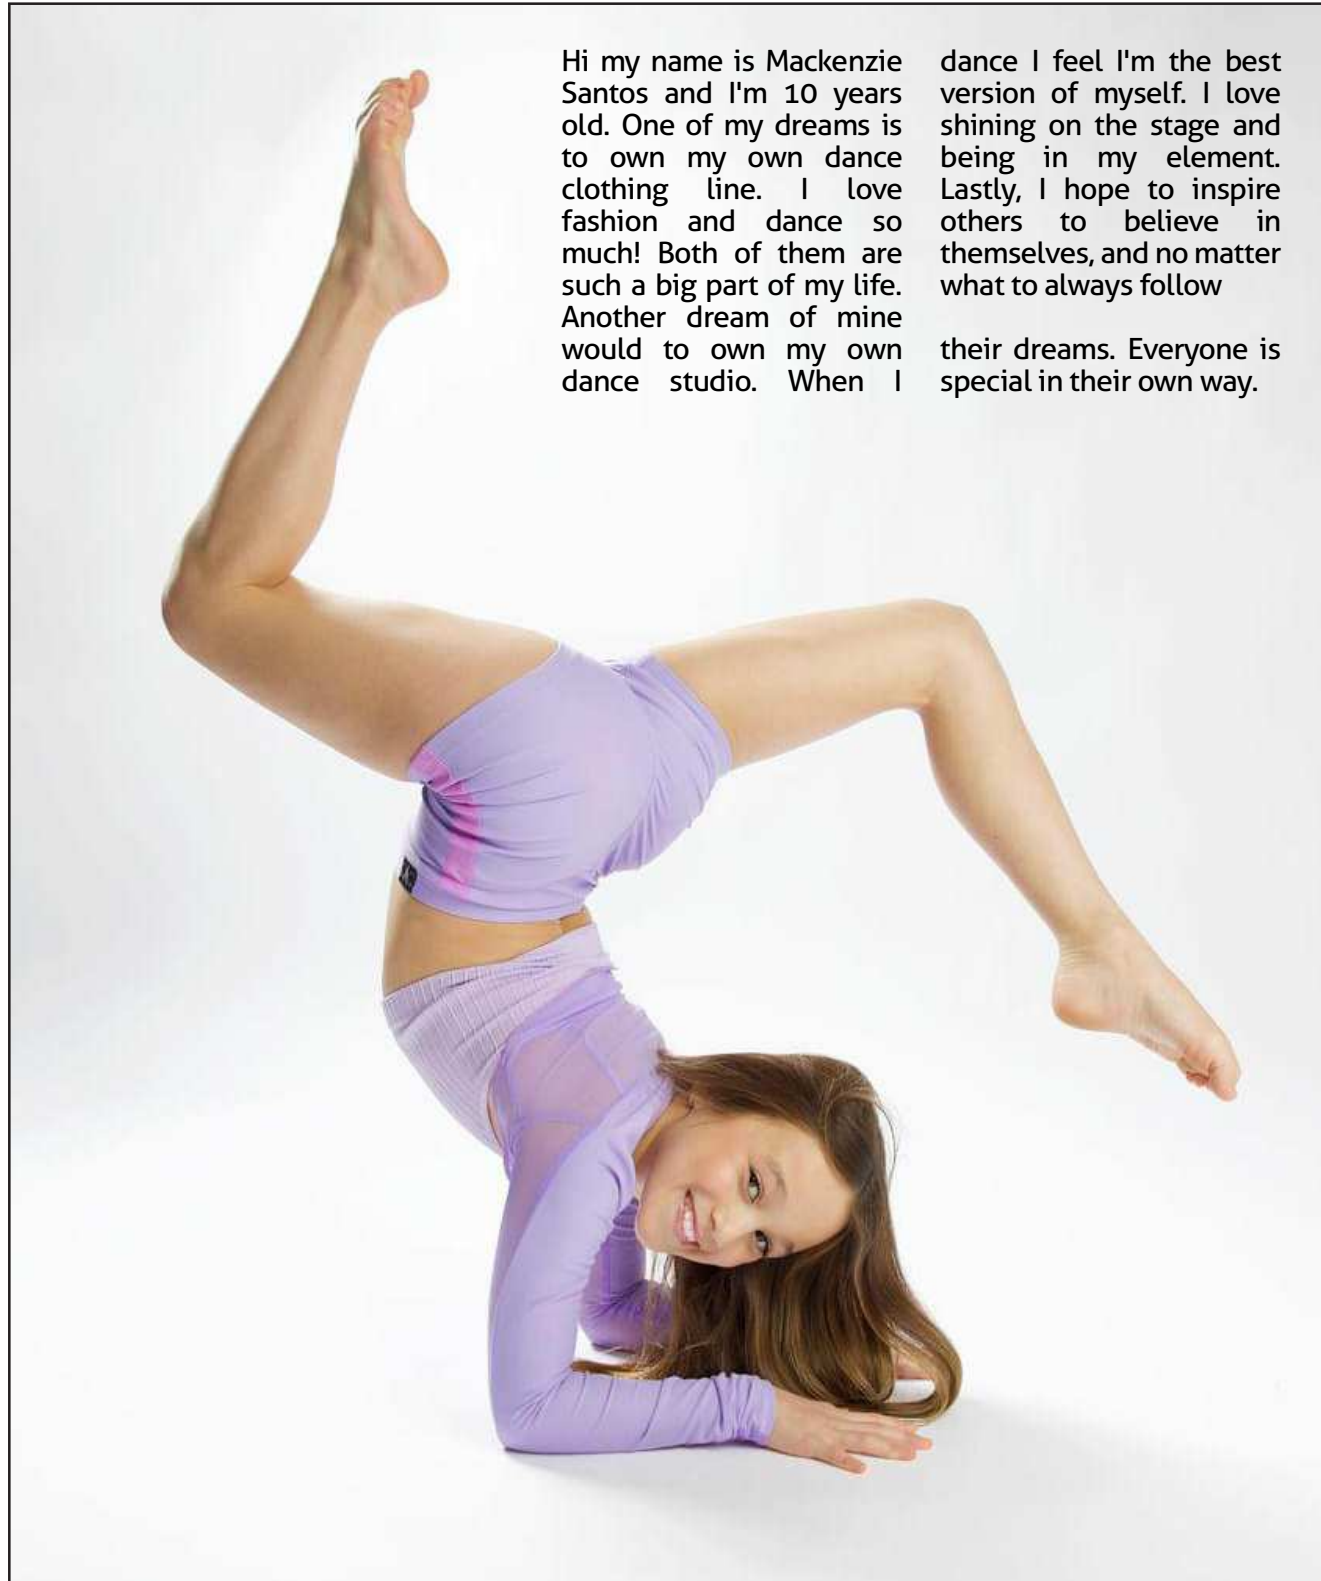 Hi my name is Mackenzie
Santos and I'm 10 years
old. One of my dreams is
to own my own dance
clothing line. I love
fashion and dance so
much! Both of them are
such a big part of my life.
Another dream of mine
would to own my own
dance studio. When I
dance I feel I'm the best
version of myself. I love
shining on the stage and
being in my element.
Lastly, I hope to inspire
others to believe in
themselves, and no matter
what to always follow
their dreams. Everyone is
special in their own way.